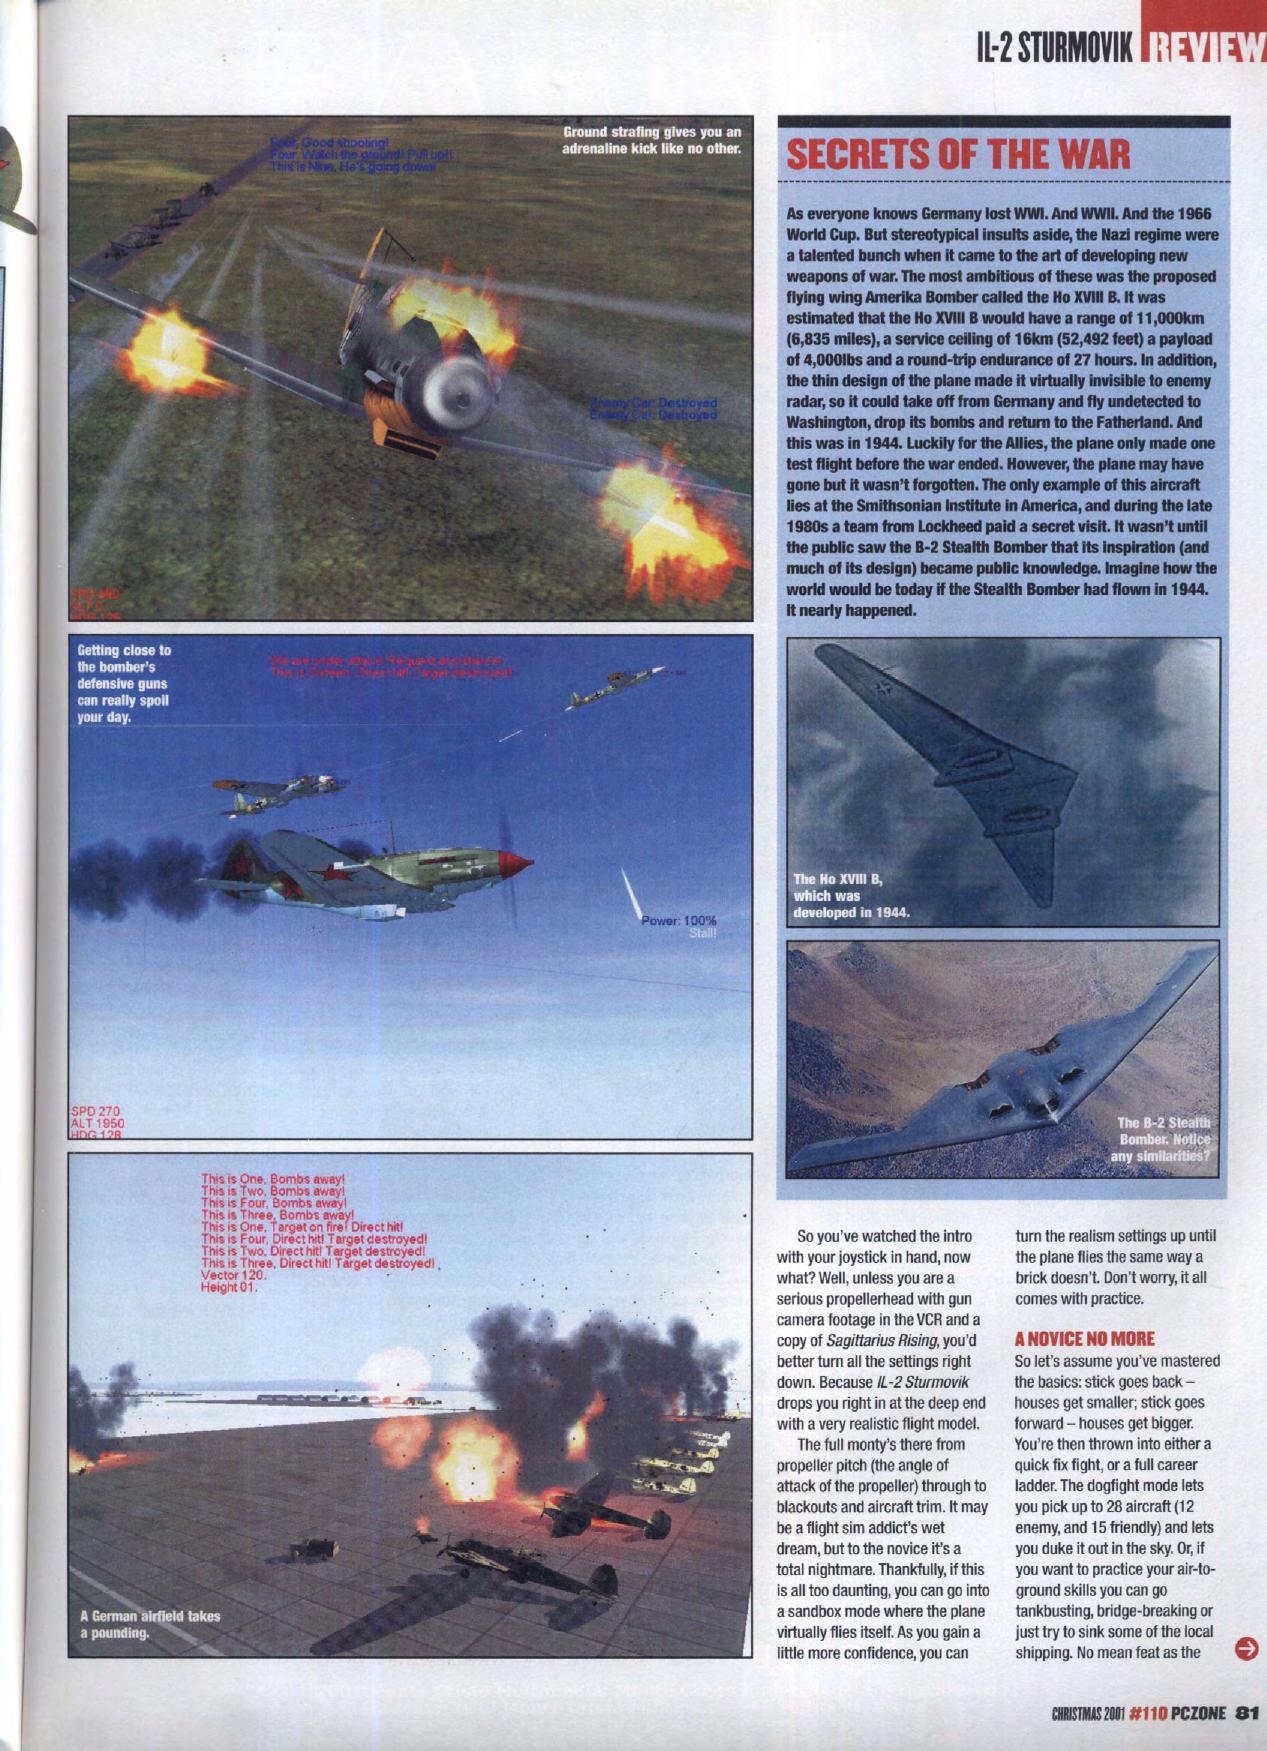 IL-2 STURMOVIK REVIEW
Ground strafing gives you an
adrenaline kick like no other.
Four, Good shooting!
Four, Watch the ground! Pull up!!
This is Nine, He's going down!
Enemy Car: Destroyed
Enemy Car: Destroyed
Getting close to
the bomber's
defensive guns
can really spoil
your day.
We are under attack! Request assistance!
This is Sixteen, Direct hit! Target destroyed!
Power: 100%
Stall!
SPD 270
ALT 1950
HDG 128
This is One, Bombs away!
This is Two, Bombs away!
This is Four, Bombs away!
This is Three, Bombs away!
This is One, Target on fire! Direct hit!
This is Four, Direct hit! Target destroyed!
This is Two, Direct hit! Target destroyed!
This is Three, Direct hit! Target destroyed!
Vector 120.
Height 01.
A German airfield takes
a pounding.
SECRETS OF THE WAR
As everyone knows Germany lost WWI. And WWII. And the 1966
World Cup. But stereotypical insults aside, the Nazi regime were
a talented bunch when it came to the art of developing new
weapons of war. The most ambitious of these was the proposed
flying wing Amerika Bomber called the Ho XVIII B. It was
estimated that the Ho XVIII B would have a range of 11,000km
(6,835 miles), a service ceiling of 16km (52,492 feet) a payload
of 4,000lbs and a round-trip endurance of 27 hours. In addition,
the thin design of the plane made it virtually invisible to enemy
radar, so it could take off from Germany and fly undetected to
Washington, drop its bombs and return to the Fatherland. And
this was in 1944. Luckily for the Allies, the plane only made one
test flight before the war ended. However, the plane may have
gone but it wasn't forgotten. The only example of this aircraft
lies at the Smithsonian Institute in America, and during the late
1980s a team from Lockheed paid a secret visit. It wasn't until
the public saw the B-2 Stealth Bomber that its inspiration (and
much of its design) became public knowledge. Imagine how the
world would be today if the Stealth Bomber had flown in 1944.
It nearly happened.
The Ho XVIII B,
which was
developed in 1944.
The B-2 Stealth
Bomber. Notice
any similarities?
So you've watched the intro
with your joystick in hand, now
what? Well, unless you are a
serious propellerhead with gun
camera footage in the VCR and a
copy of Sagittarius Rising, you'd
better turn all the settings right
down. Because IL-2 Sturmovik
drops you right in at the deep end
with a very realistic flight model.
The full monty's there from
propeller pitch (the angle of
attack of the propeller) through to
blackouts and aircraft trim. It may
be a flight sim addict's wet
dream, but to the novice it's a
total nightmare. Thankfully, if this
is all too daunting, you can go into
a sandbox mode where the plane
virtually flies itself. As you gain a
little more confidence, you can
turn the realism settings up until
the plane flies the same way a
brick doesn't. Don't worry, it all
comes with practice.
A NOVICE NO MORE
So let's assume you've mastered
the basics: stick goes back –
houses get smaller; stick goes
forward – houses get bigger.
You're then thrown into either a
quick fix fight, or a full career
ladder. The dogfight mode lets
you pick up to 28 aircraft (12
enemy, and 15 friendly) and lets
you duke it out in the sky. Or, if
you want to practice your air-to-
ground skills you can go
tankbusting, bridge-breaking or
just try to sink some of the local
shipping. No mean feat as the
CHRISTMAS 2001 #110 PCZONE 81